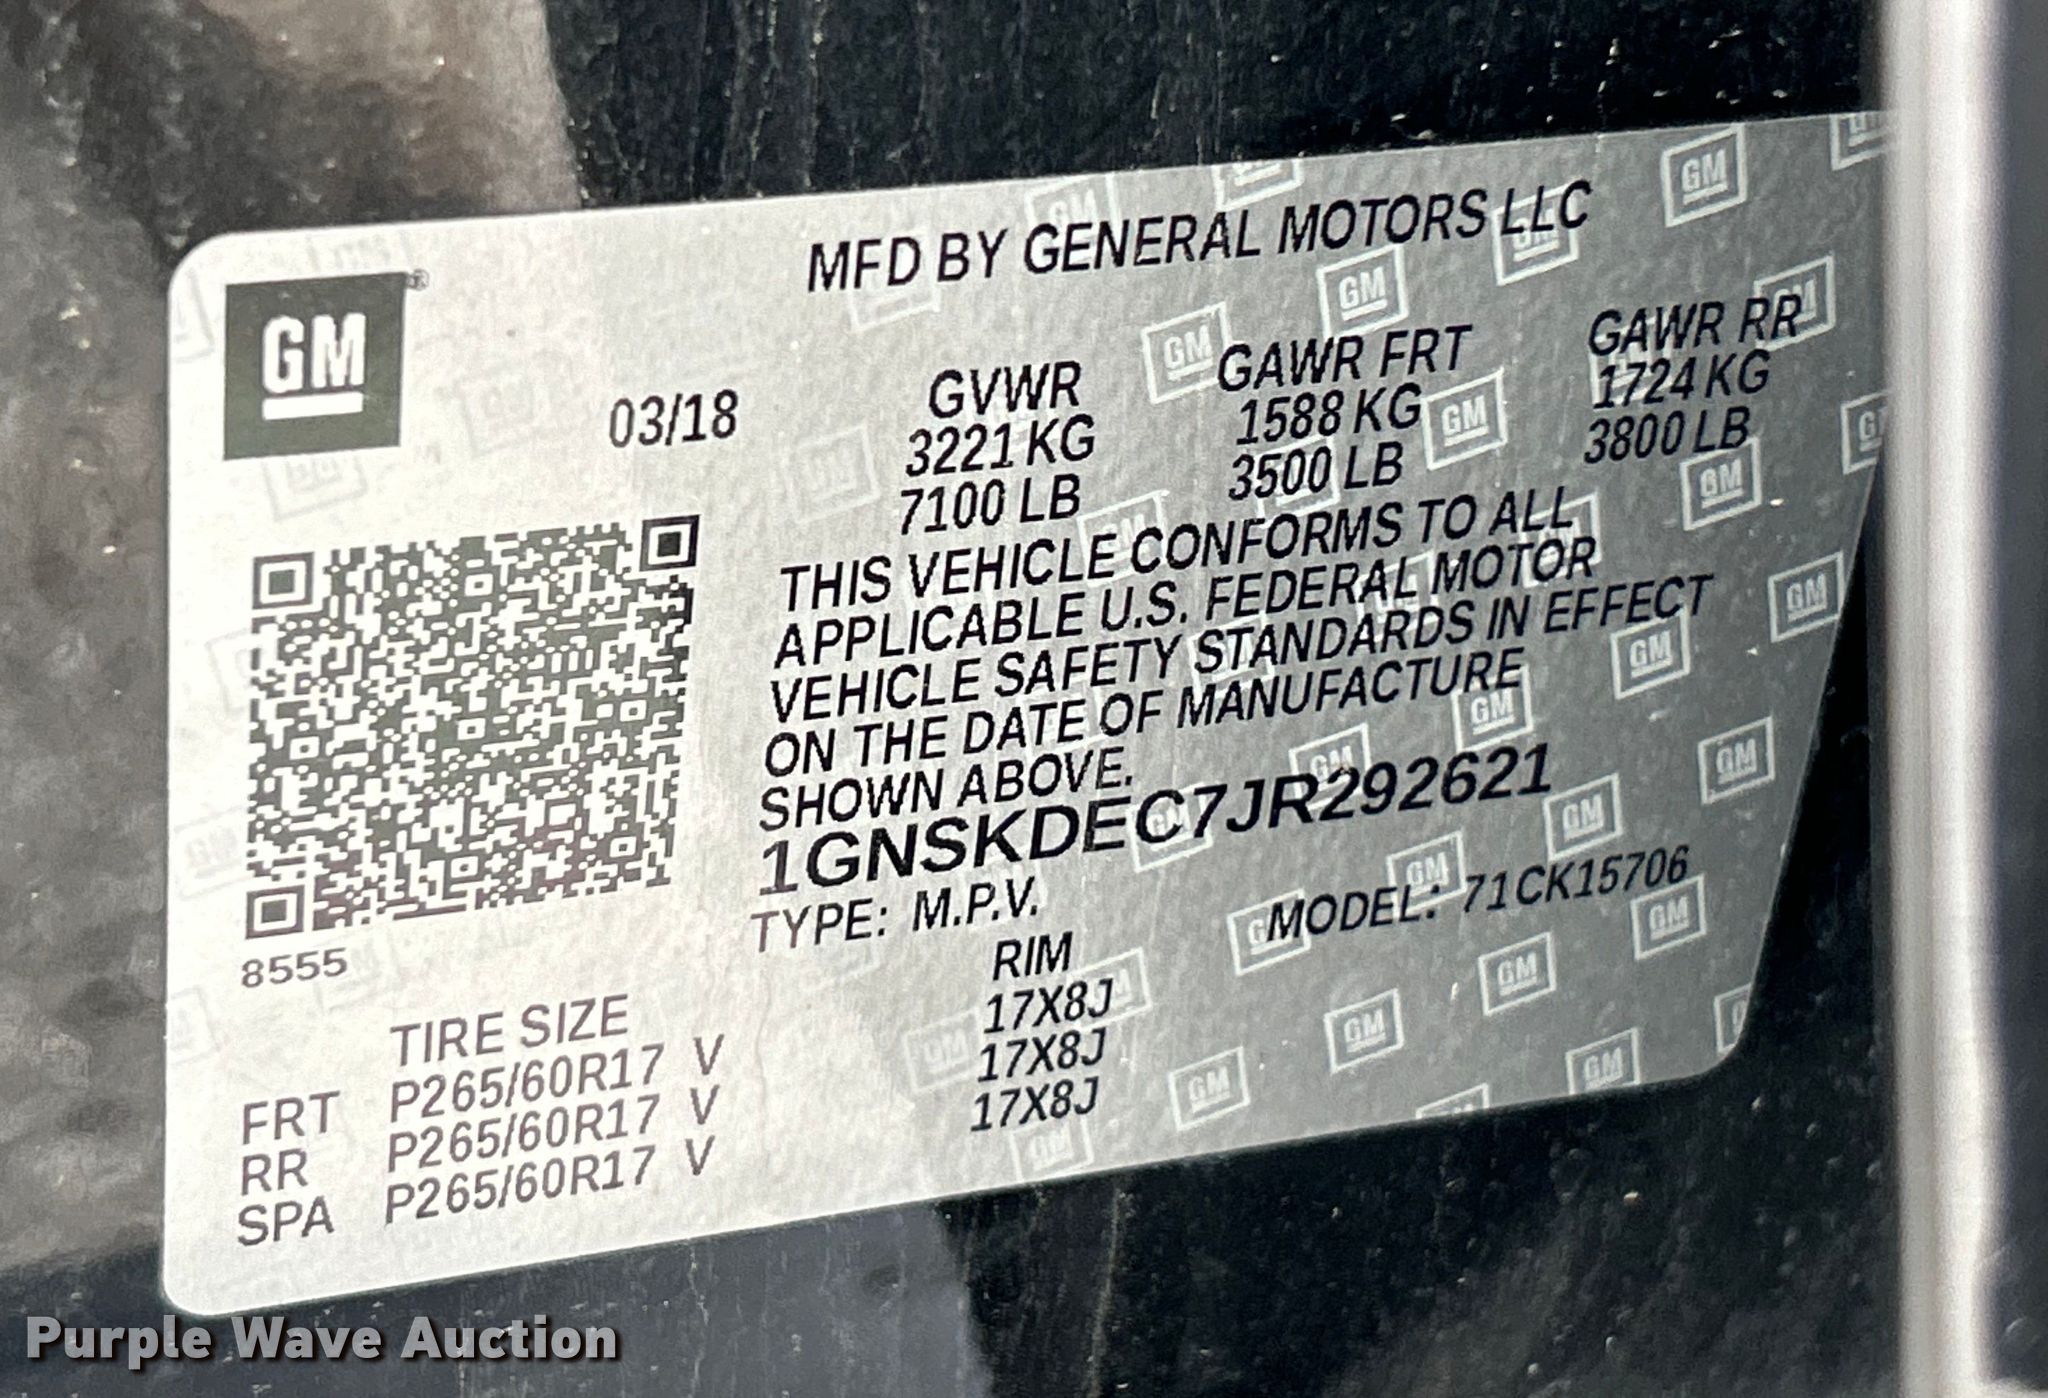 MFD BY GENERAL MOTORS LLC
GM
03/18
GVWR GAWR FRT GAWR RR
3221 KG 1588 KG 1724 KG
7100 LB 3500 LB 3800 LB
THIS VEHICLE CONFORMS TO ALL
APPLICABLE U.S. FEDERAL MOTOR
VEHICLE SAFETY STANDARDS IN EFFECT
ON THE DATE OF MANUFACTURE
SHOWN ABOVE.
1GNSKDEC7JR292621
TYPE: M.P.V. MODEL: 71CK15706
8555
TIRE SIZE RIM
FRT P265/60R17 V 17X8J
RR P265/60R17 V 17X8J
SPA P265/60R17 V 17X8J
Purple Wave Auction